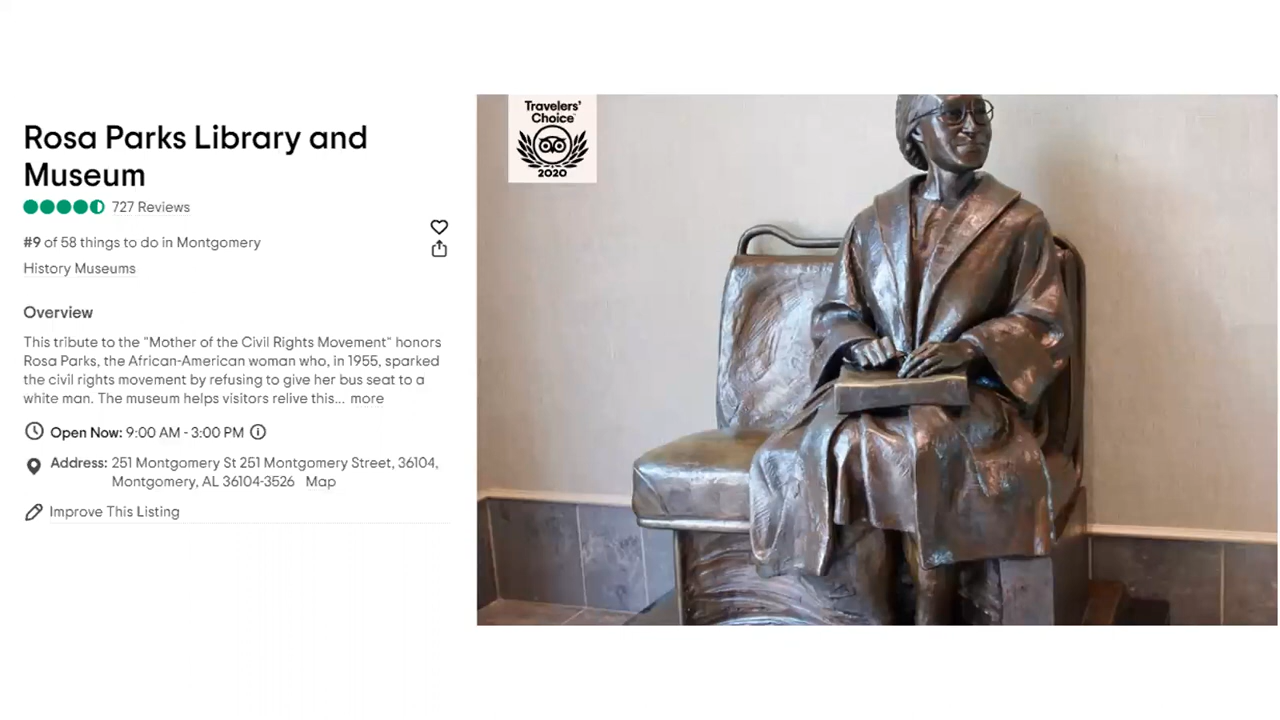 Rosa Parks Library and
Museum
727 Reviews
#9 of 58 things to do in Montgomery
History Museums
Overview
This tribute to the "Mother of the Civil Rights Movement" honors
Rosa Parks, the African-American woman who, in 1955, sparked
the civil rights movement by refusing to give her bus seat to a
white man. The museum helps visitors relive this... more
Open Now: 9:00 AM - 3:00 PM
Address: 251 Montgomery St 251 Montgomery Street, 36104,
Montgomery, AL 36104-3526 Map
Improve This Listing
Travelers'
Choice
2020